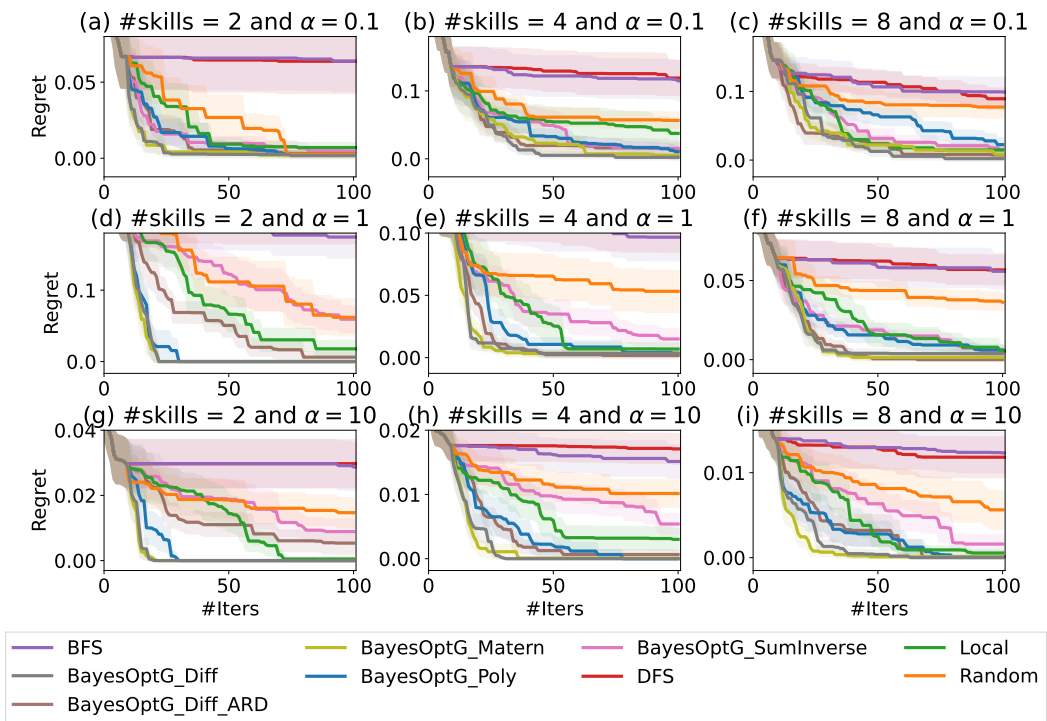 (a) #skills = 2 and α = 0.1
(b) #skills = 4 and α = 0.1
(c) #skills = 8 and α = 0.1
Regret
0.05
0.00
0 50 100
0.1
0.0
0 50 100
0.1
0.0
0 50 100
(d) #skills = 2 and α = 1
(e) #skills = 4 and α = 1
(f) #skills = 8 and α = 1
Regret
0.1
0.0
0 50 100
0.10
0.05
0.00
0 50 100
0.05
0.00
0 50 100
(g) #skills = 2 and α = 10
(h) #skills = 4 and α = 10
(i) #skills = 8 and α = 10
Regret
0.04
0.02
0.00
0 50 100
#Iters
0.02
0.01
0.00
0 50 100
#Iters
0.01
0.00
0 50 100
#Iters
BFS
BayesOptG_Diff
BayesOptG_Diff_ARD
BayesOptG_Matern
BayesOptG_Poly
BayesOptG_SumInverse
DFS
Local
Random